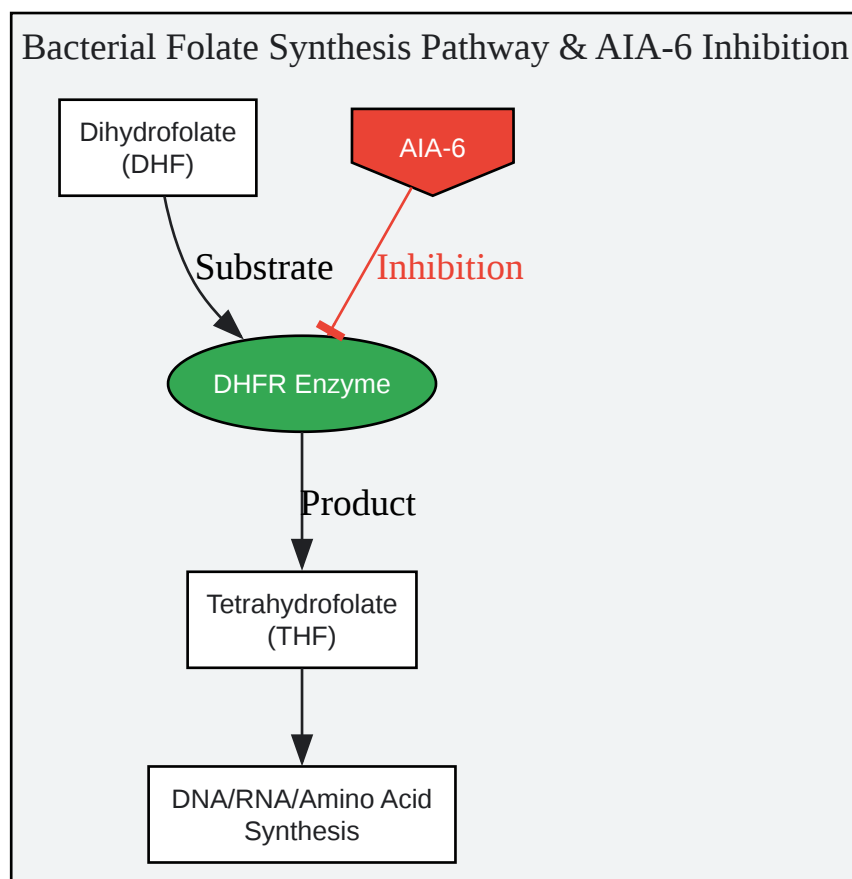 Bacterial Folate Synthesis Pathway & AIA-6 Inhibition
Dihydrofolate
(DHF)
AIA-6
Substrate
Inhibition
DHFR Enzyme
Product
Tetrahydrofolate
(THF)
DNA/RNA/Amino Acid
Synthesis